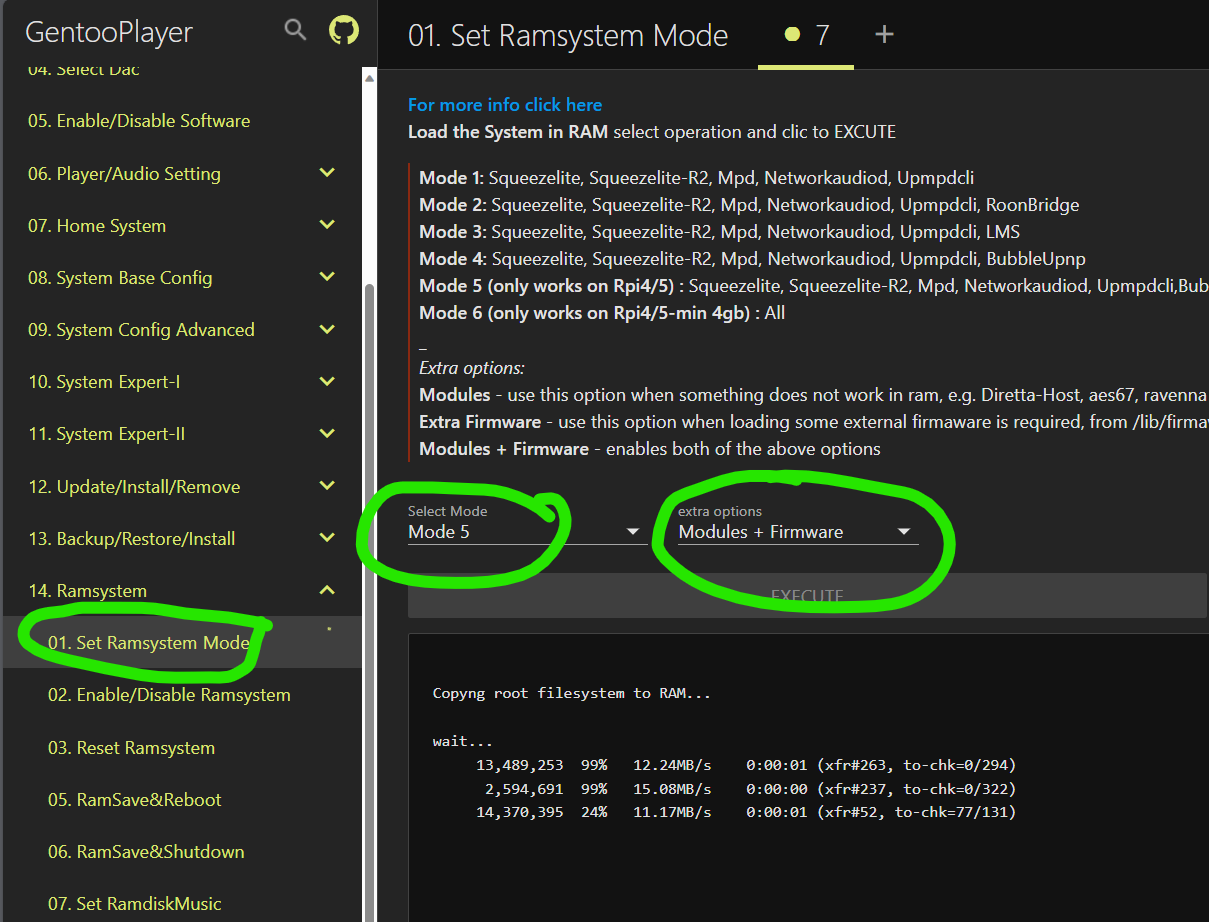 GentooPlayer
04. Select Dac
05. Enable/Disable Software
06. Player/Audio Setting
07. Home System
08. System Base Config
09. System Config Advanced
10. System Expert-I
11. System Expert-II
12. Update/Install/Remove
13. Backup/Restore/Install
14. Ramsystem
01. Set Ramsystem Mode
02. Enable/Disable Ramsystem
03. Reset Ramsystem
05. RamSave&Reboot
06. RamSave&Shutdown
07. Set RamdiskMusic
01. Set Ramsystem Mode
7
+
For more info click here
Load the System in RAM select operation and clic to EXCUTE
Mode 1: Squeezelite, Squeezelite-R2, Mpd, Networkaudiod, Upmpdcli
Mode 2: Squeezelite, Squeezelite-R2, Mpd, Networkaudiod, Upmpdcli, RoonBridge
Mode 3: Squeezelite, Squeezelite-R2, Mpd, Networkaudiod, Upmpdcli, LMS
Mode 4: Squeezelite, Squeezelite-R2, Mpd, Networkaudiod, Upmpdcli, BubbleUpnp
Mode 5 (only works on Rpi4/5) : Squeezelite, Squeezelite-R2, Mpd, Networkaudiod, Upmpdcli,Bub
Mode 6 (only works on Rpi4/5-min 4gb) : All
_
Extra options:
Modules - use this option when something does not work in ram, e.g. Diretta-Host, aes67, ravenna
Extra Firmware - use this option when loading some external firmaware is required, from /lib/firmaw
Modules + Firmware - enables both of the above options
Select Mode
Mode 5
extra options
Modules + Firmware
EXECUTE
Copyng root filesystem to RAM...
wait...
13,489,253 99% 12.24MB/s 0:00:01 (xfr#263, to-chk=0/294)
2,594,691 99% 15.08MB/s 0:00:00 (xfr#237, to-chk=0/322)
14,370,395 24% 11.17MB/s 0:00:01 (xfr#52, to-chk=77/131)